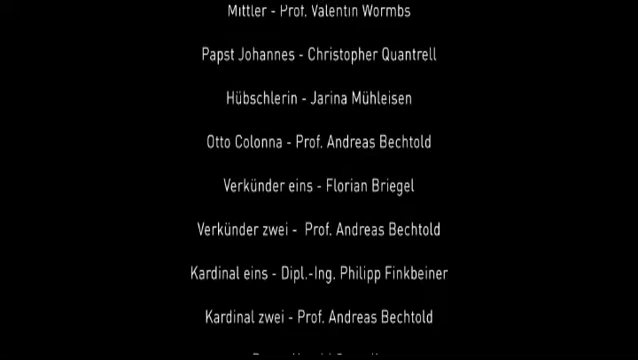 Mittler - Prof. Valentin Wormbs
Papst Johannes - Christopher Quantrell
Hübschlerin - Jarina Mühleisen
Otto Colonna - Prof. Andreas Bechtold
Verkünder eins - Florian Briegel
Verkünder zwei - Prof. Andreas Bechtold
Kardinal eins - Dipl.-Ing. Philipp Finkbeiner
Kardinal zwei - Prof. Andreas Bechtold